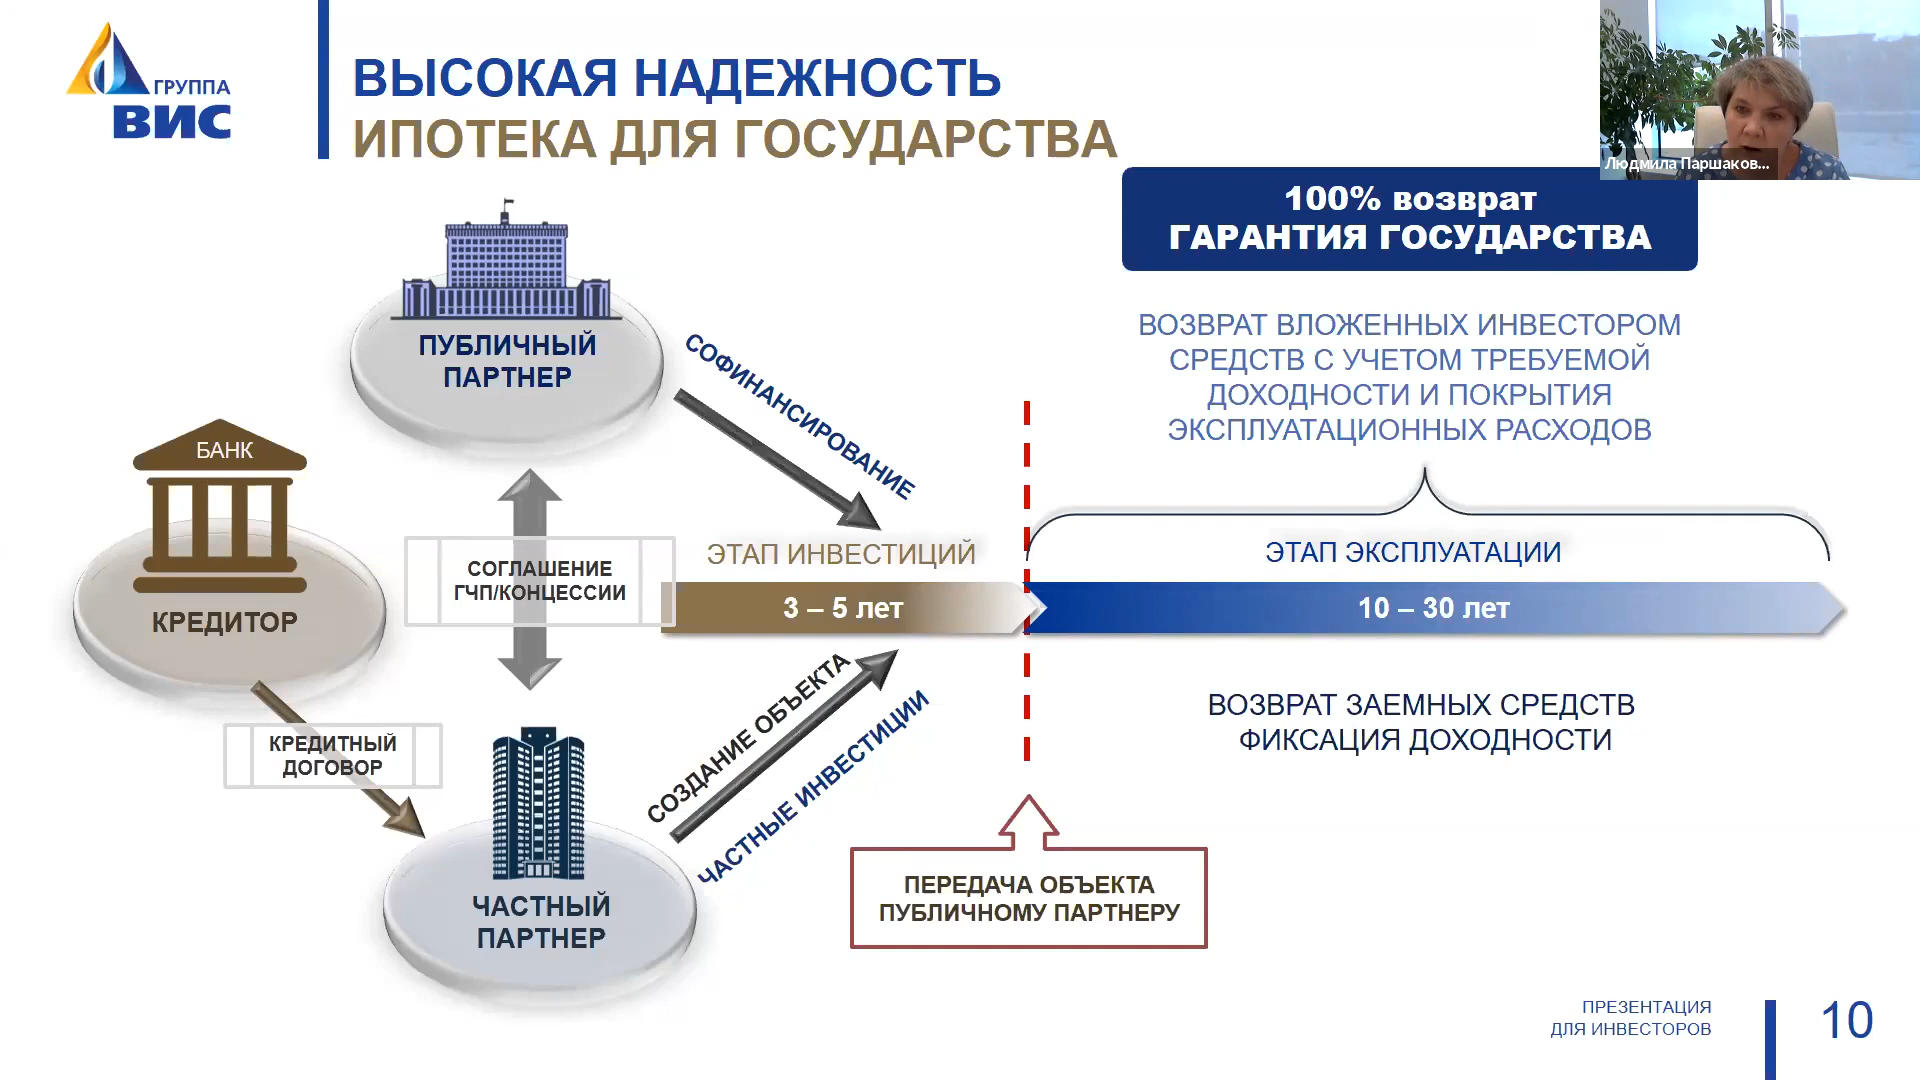 ГРУППА
ВИС
ВЫСОКАЯ НАДЕЖНОСТЬ
ИПОТЕКА ДЛЯ ГОСУДАРСТВА
Людмила Паршаков...
100% возврат
ГАРАНТИЯ ГОСУДАРСТВА
ПУБЛИЧНЫЙ
ПАРТНЕР
СОФИНАНСИРОВАНИЕ
ВОЗВРАТ ВЛОЖЕННЫХ ИНВЕСТОРОМ
СРЕДСТВ С УЧЕТОМ ТРЕБУЕМОЙ
ДОХОДНОСТИ И ПОКРЫТИЯ
ЭКСПЛУАТАЦИОННЫХ РАСХОДОВ
БАНК
КРЕДИТОР
СОГЛАШЕНИЕ
ГЧП/КОНЦЕССИИ
ЭТАП ИНВЕСТИЦИЙ
3 – 5 лет
ЭТАП ЭКСПЛУАТАЦИИ
10 – 30 лет
КРЕДИТНЫЙ
ДОГОВОР
СОЗДАНИЕ ОБЪЕКТА
ЧАСТНЫЕ ИНВЕСТИЦИИ
ВОЗВРАТ ЗАЕМНЫХ СРЕДСТВ
ФИКСАЦИЯ ДОХОДНОСТИ
ЧАСТНЫЙ
ПАРТНЕР
ПЕРЕДАЧА ОБЪЕКТА
ПУБЛИЧНОМУ ПАРТНЕРУ
ПРЕЗЕНТАЦИЯ
ДЛЯ ИНВЕСТОРОВ
10